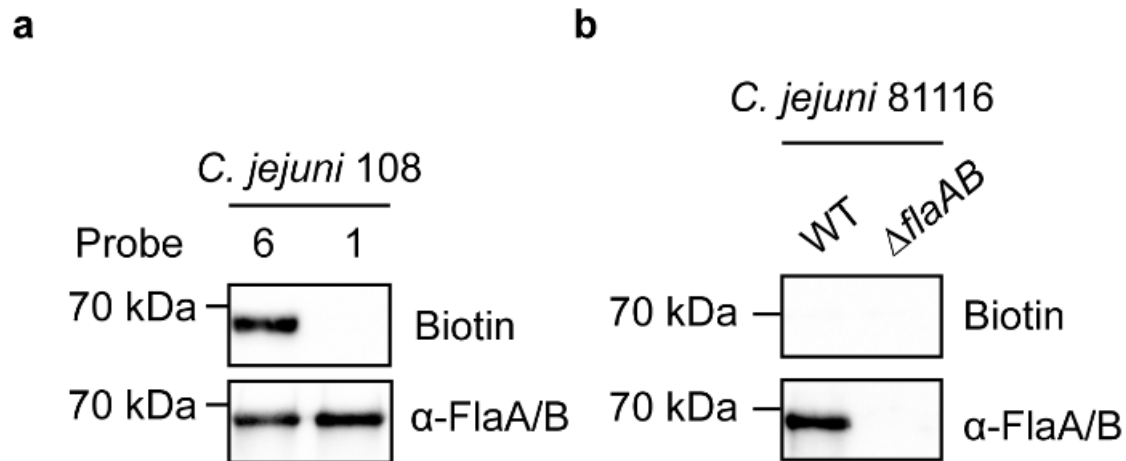 a
C. jejuni 108
Probe 6 1
70 kDa Biotin
70 kDa α-FlaA/B
b
C. jejuni 81116
WT ΔflaAB
70 kDa Biotin
70 kDa α-FlaA/B